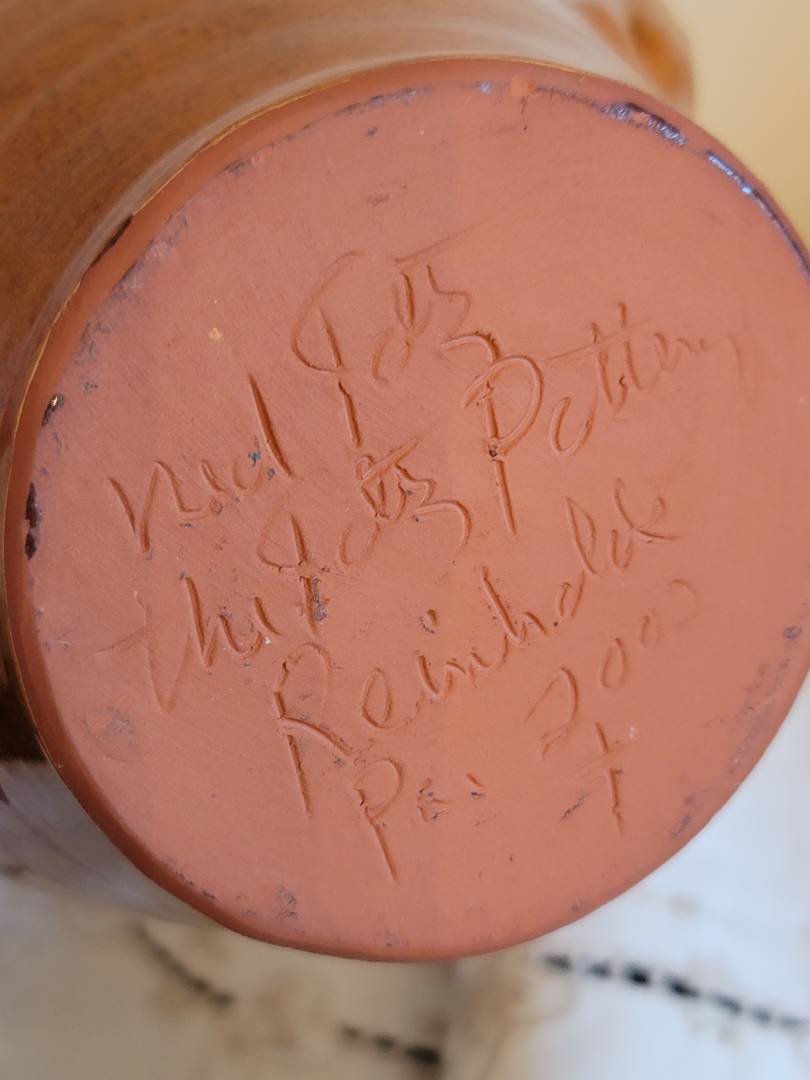 Ned Foltz
The Foltz Pottery
Reinholds
Pa. 2000
+